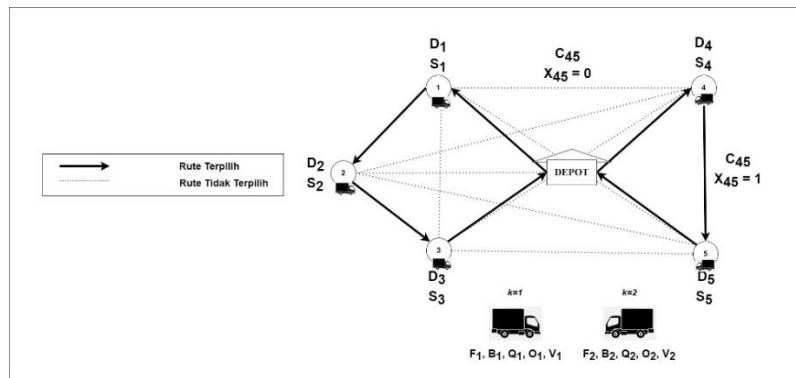 D1
S1
C45
X45 = 0
D4
S4
1
4
Rute Terpilih
Rute Tidak Terpilih
D2
S2
2
DEPOT
C45
X45 = 1
3
5
D3
S3
D5
S5
k=1
k=2
F1, B1, Q1, O1, V1
F2, B2, Q2, O2, V2